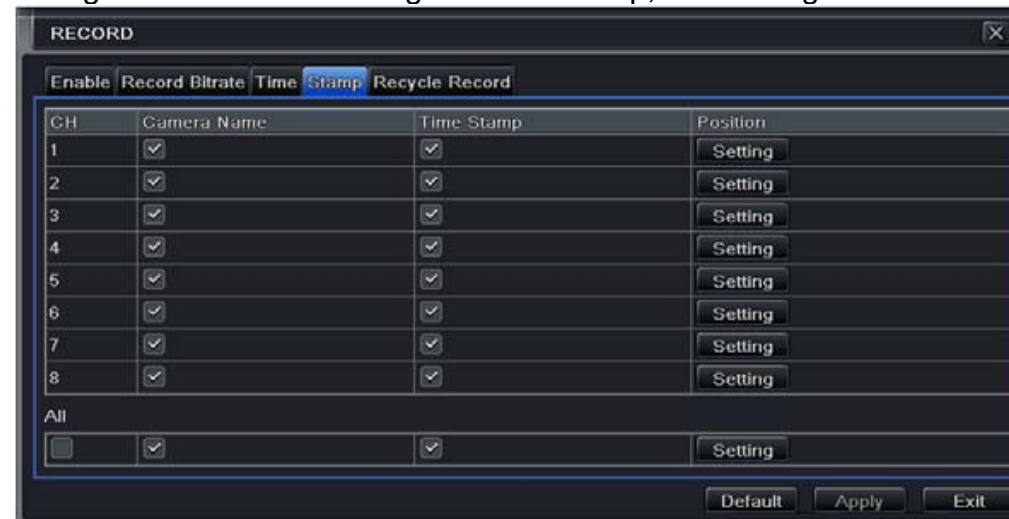 RECORD
Enable Record Bitrate Time Stamp Recycle Record
CH Camera Name Time Stamp Position
1 Setting
2 Setting
3 Setting
4 Setting
5 Setting
6 Setting
7 Setting
8 Setting
All
Setting
Default Apply Exit